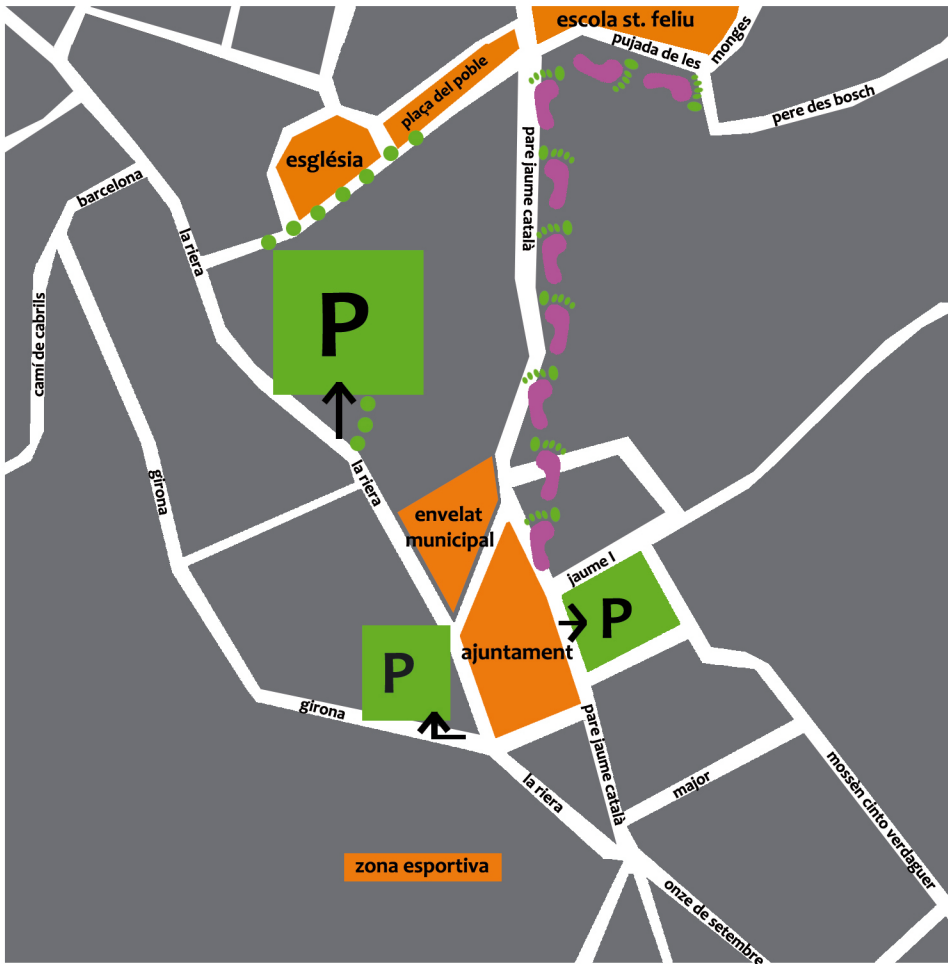 escola st. feliu
pujada de les
monges
plaça del poble
pere des bosch
església
pare jaume català
barcelona
la riera
P
camí de cabrils
girona
la riera
envelat
municipal
jaume I
P
ajuntament
P
girona
pare jaume català
la riera
major
mossèn cinto verdaguer
zona esportiva
onze de setembre